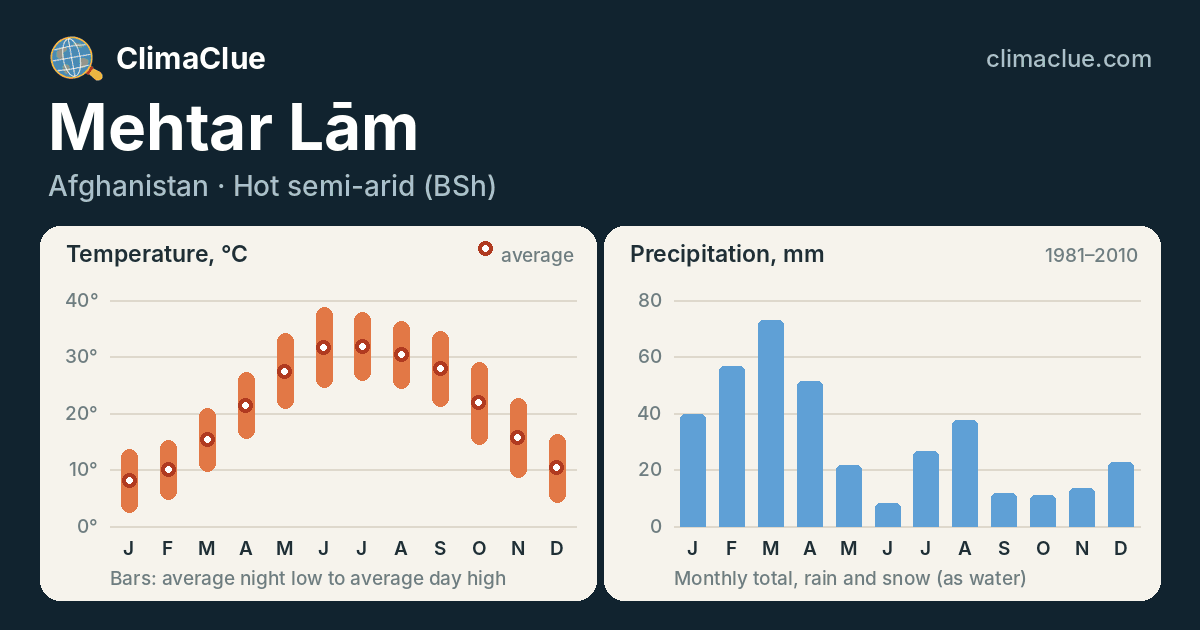 ClimaClue
climaclue.com
Mehtar Lām
Afghanistan · Hot semi-arid (BSh)
Temperature, °C
average
40°
30°
20°
10°
0°
J F M A M J J A S O N D
Bars: average night low to average day high
Precipitation, mm
1981–2010
80
60
40
20
0
J F M A M J J A S O N D
Monthly total, rain and snow (as water)